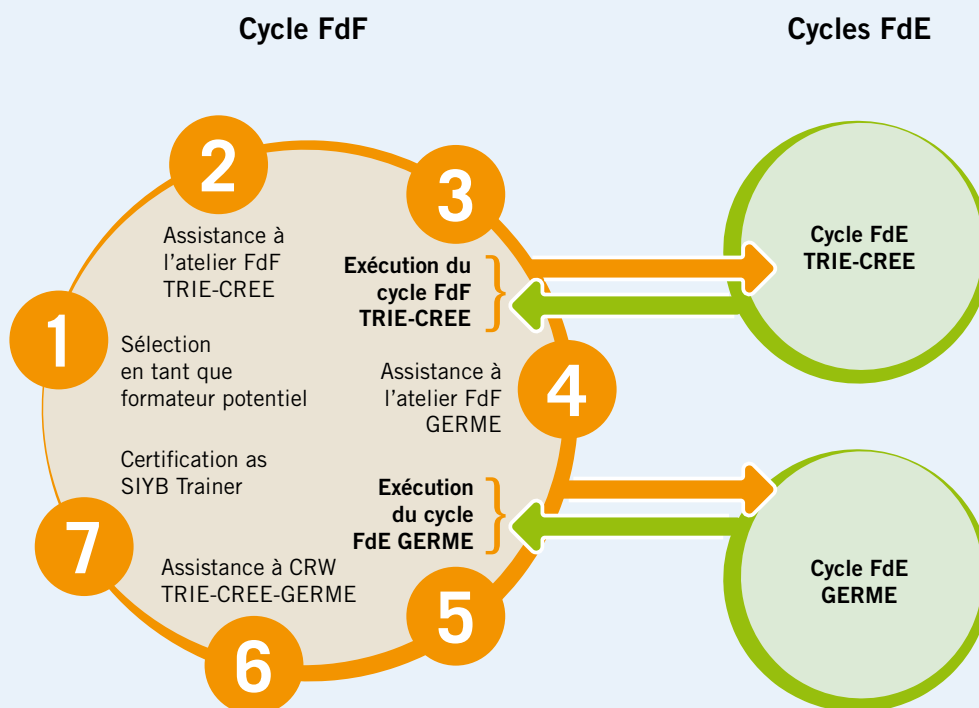 Cycle FdF
Cycles FdE
1
Sélection
en tant que
formateur potentiel
2
Assistance à
l'atelier FdF
TRIE-CREE
3
Exécution du
cycle FdF
TRIE-CREE
4
Assistance à
l'atelier FdF
GERME
5
Exécution
du cycle
FdE GERME
6
Assistance à CRW
TRIE-CREE-GERME
7
Certification as
SIYB Trainer
Cycle FdE
TRIE-CREE
Cycle FdE
GERME